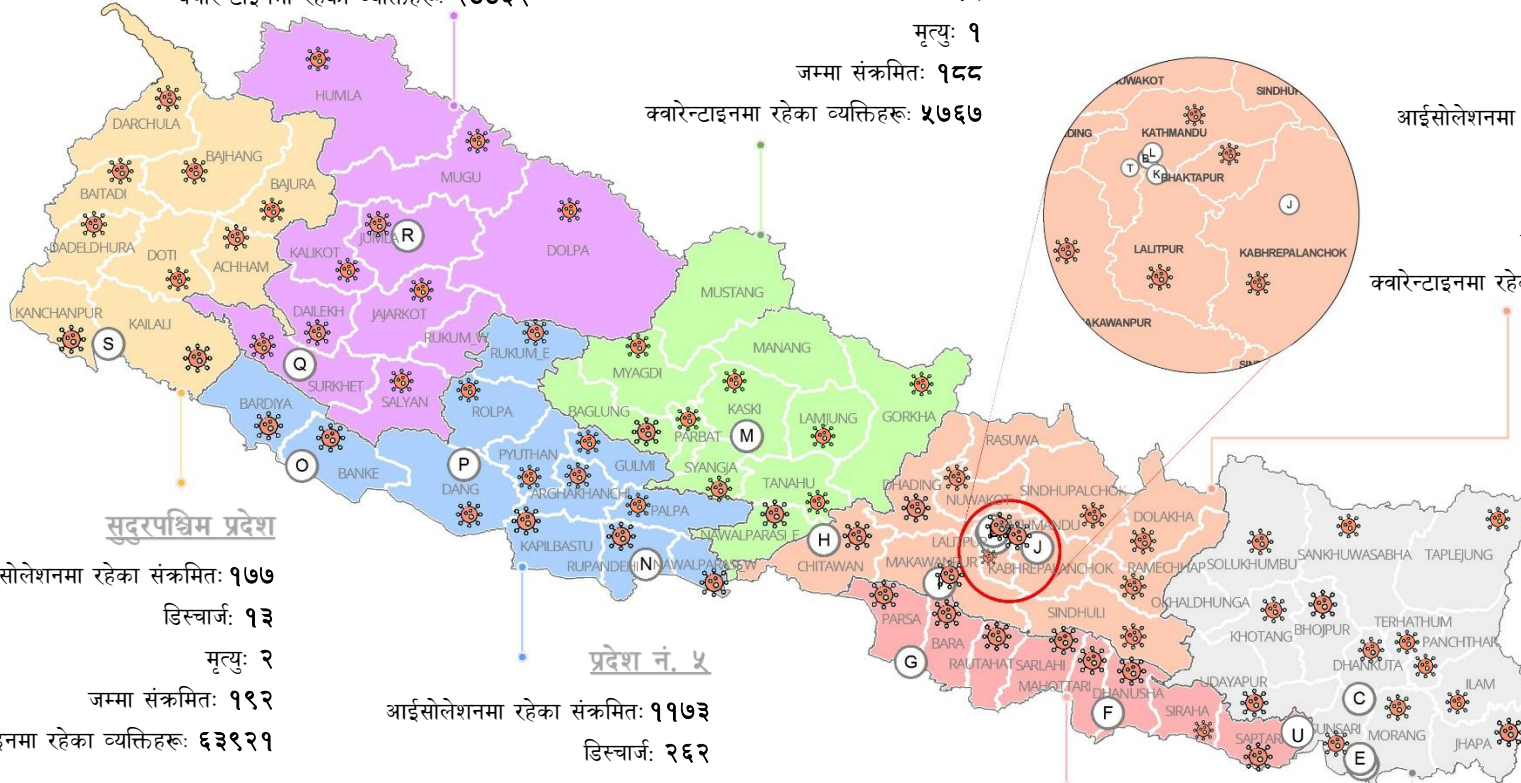 मृत्युः १
जम्मा संक्रमितः १८८
क्वारेन्टाइनमा रहेका व्यक्तिहरूः ५७६७
आईसोलेशनमा
क्वारेन्टाइनमा
KATHMANDU
BHAKTAPUR
LALITPUR
KABHREPALANCHOK
T
B
L
K
J
HUMLA
DARCHULA
BAJHANG
MUGU
BAITADI
BAJURA
JUMLA
R
DADELDHURA
DOTI
ACHHAM
KALIKOT
DOLPA
KANCHANPUR
KAILALI
S
DAILEKH
JAJARKOT
MUSTANG
RUKUM_W
RUKUM_E
MANANG
Q
SURKHET
SALYAN
MYAGDI
BARDIYA
ROLPA
BAGLUNG
KASKI
LAMJUNG
GORKHA
PARBAT
M
RASUWA
O
BANKE
P
DANG
PYUTHAN
GULMI
SYANGJA
TANAHU
DHADING
NUWAKOT
SINDHUPALCHOK
ARGHAKHANCHI
PALPA
DOLAKHA
KAPILBASTU
NAWALPARASI_E
H
LALITPUR
J
RUPANDEHI
N
CHITAWAN
MAKAWANPUR
KABHREPALANCHOK
RAMECHHAP
SOLUKHUMBU
SANKHUWASABHA
TAPLEJUNG
PARSA
SINDHULI
OKHALDHUNGA
KHOTANG
BHOJPUR
TERHATHUM
PANCHTHAR
BARA
G
RAUTAHAT
SARLAHI
MAHOTTARI
DHANUSHA
DHANKUTA
UDAYAPUR
C
ILAM
F
SIRAHA
SUNSARI
MORANG
SAPTARI
U
E
JHAPA
सुदुरपश्चिम प्रदेश
रहेका संक्रमितः १७७
डिस्चार्ज: १३
मृत्युः २
जम्मा संक्रमितः १९२
रहेका व्यक्तिहरूः ६३९२१
प्रदेश नं. ५
आईसोलेशनमा रहेका संक्रमितः ११७३
डिस्चार्ज: २६२